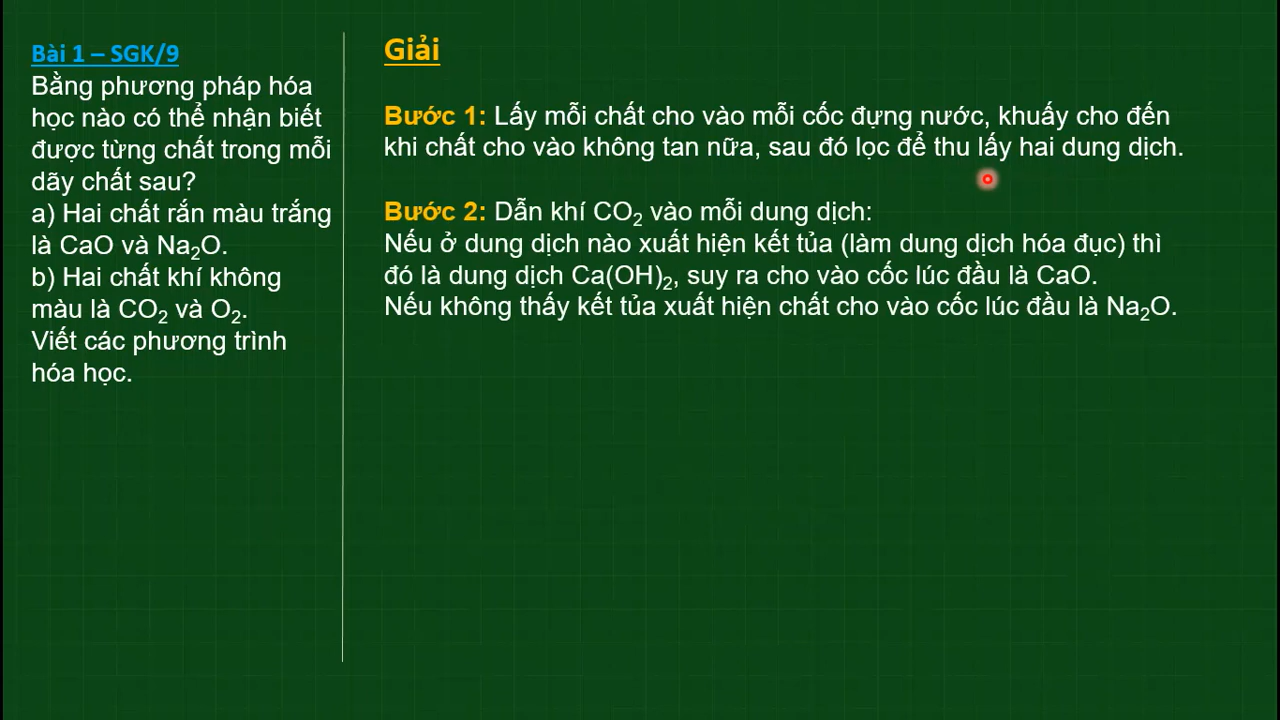 Bài 1 – SGK/9
Bằng phương pháp hóa
học nào có thể nhận biết
được từng chất trong mỗi
dãy chất sau?
a) Hai chất rắn màu trắng
là CaO và Na₂O.
b) Hai chất khí không
màu là CO₂ và O₂.
Viết các phương trình
hóa học.
Giải
Bước 1: Lấy mỗi chất cho vào mỗi cốc đựng nước, khuấy cho đến
khi chất cho vào không tan nữa, sau đó lọc để thu lấy hai dung dịch.
Bước 2: Dẫn khí CO₂ vào mỗi dung dịch:
Nếu ở dung dịch nào xuất hiện kết tủa (làm dung dịch hóa đục) thì
đó là dung dịch Ca(OH)₂, suy ra cho vào cốc lúc đầu là CaO.
Nếu không thấy kết tủa xuất hiện chất cho vào cốc lúc đầu là Na₂O.